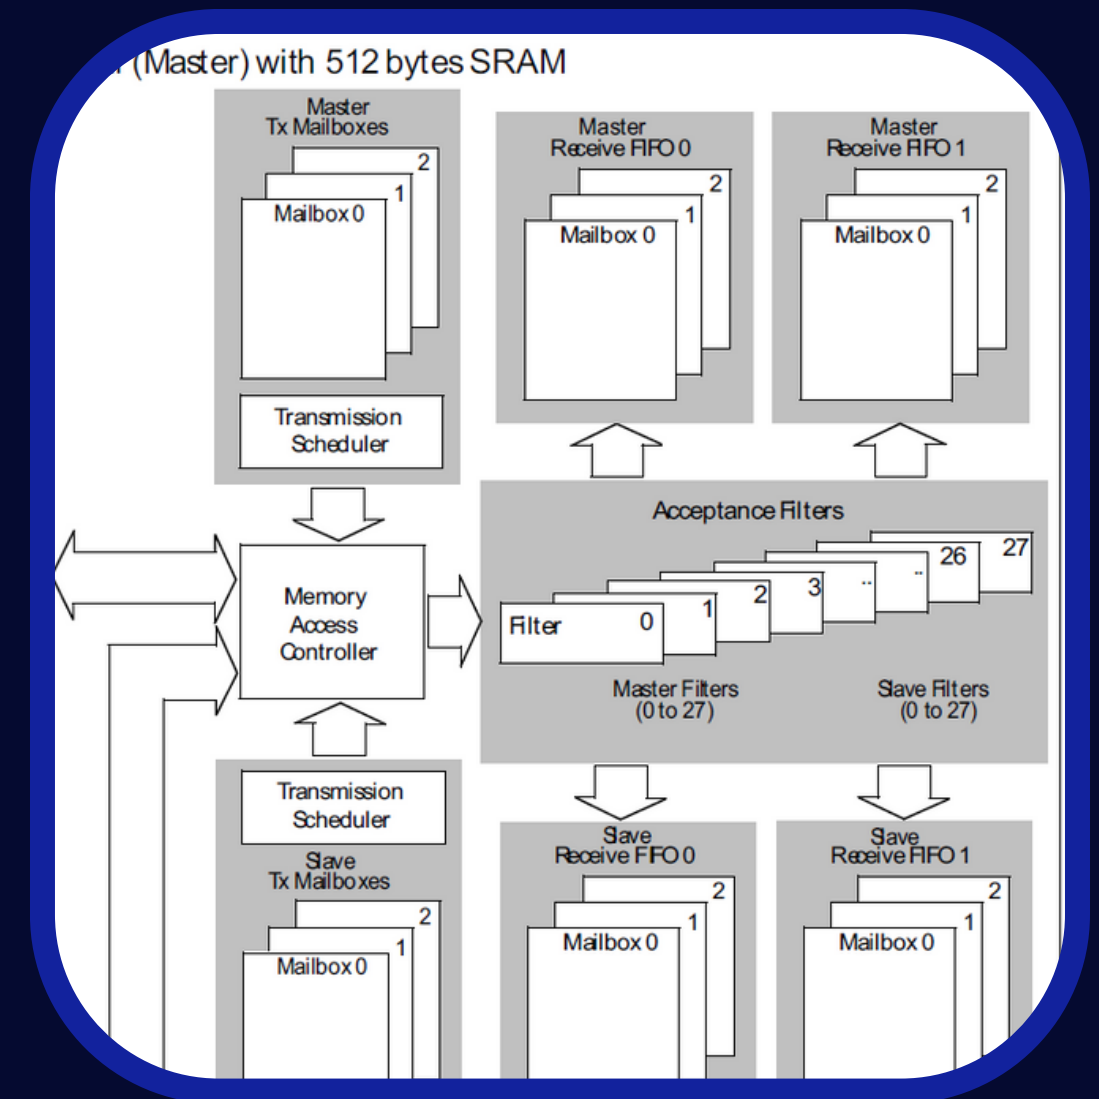 (Master) with 512 bytes SRAM
Master
Tx Mailboxes
2
1
Mailbox 0
Transmission
Scheduler
Master
Receive FIFO 0
2
1
Mailbox 0
Master
Receive FIFO 1
2
1
Mailbox 0
Acceptance Filters
Filter 0
1
2
3
..
..
26
27
Master Filters
(0 to 27)
Slave Filters
(0 to 27)
Memory
Access
Controller
Transmission
Scheduler
Slave
Tx Mailboxes
2
1
Mailbox 0
Slave
Receive FIFO 0
2
1
Mailbox 0
Slave
Receive FIFO 1
2
1
Mailbox 0